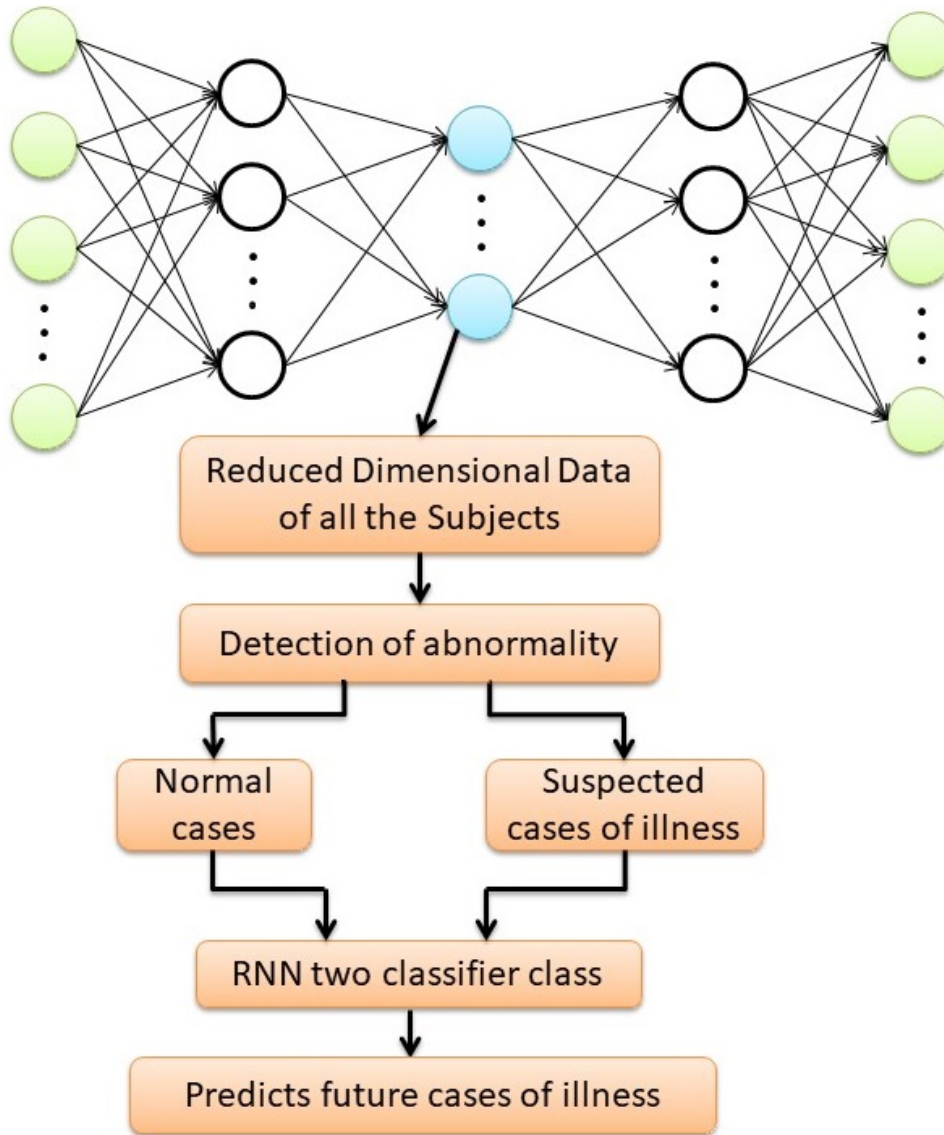 Reduced Dimensional Data
of all the Subjects
Detection of abnormality
Normal
cases
Suspected
cases of illness
RNN two classifier class
Predicts future cases of illness